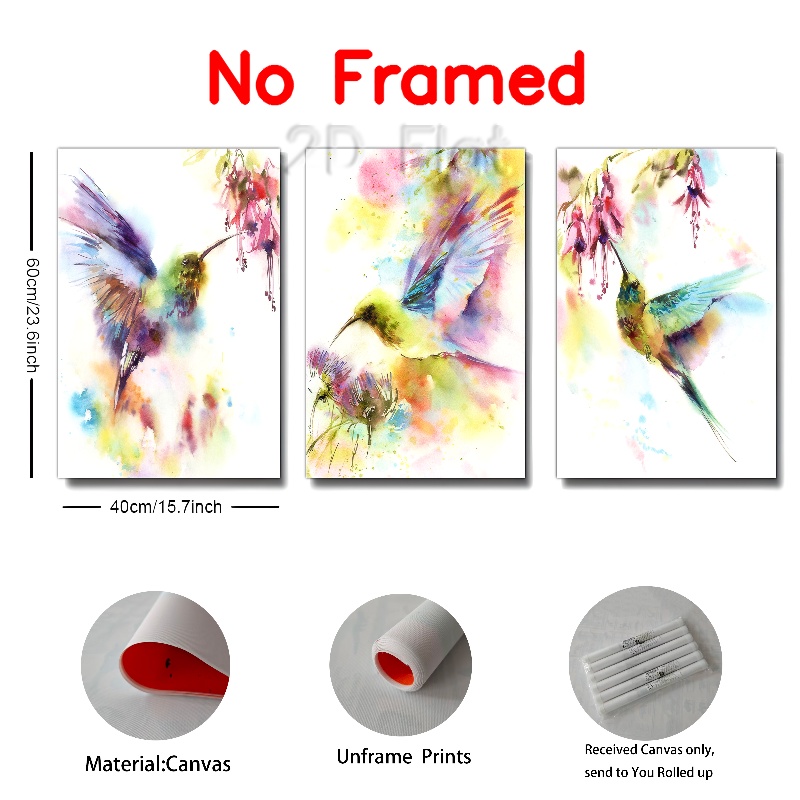 No Framed
2D Flat
60cm/23.6inch
40cm/15.7inch
Material:Canvas
Unframe Prints
Received Canvas only,
send to You Rolled up